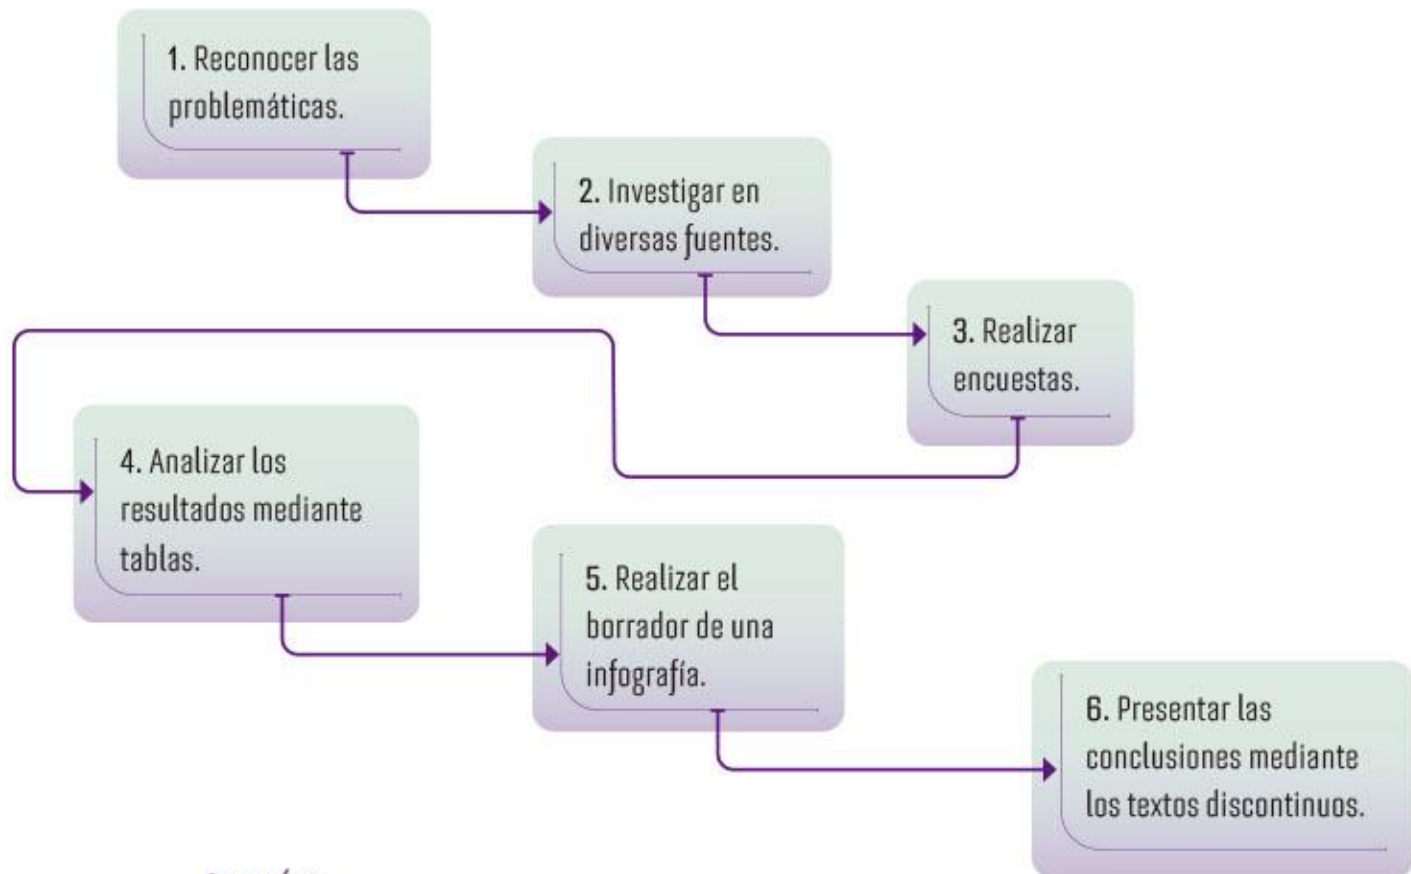 1. Reconocer las
problemáticas.
2. Investigar en
diversas fuentes.
3. Realizar
encuestas.
4. Analizar los
resultados mediante
tablas.
5. Realizar el
borrador de una
infografía.
6. Presentar las
conclusiones mediante
los textos discontinuos.